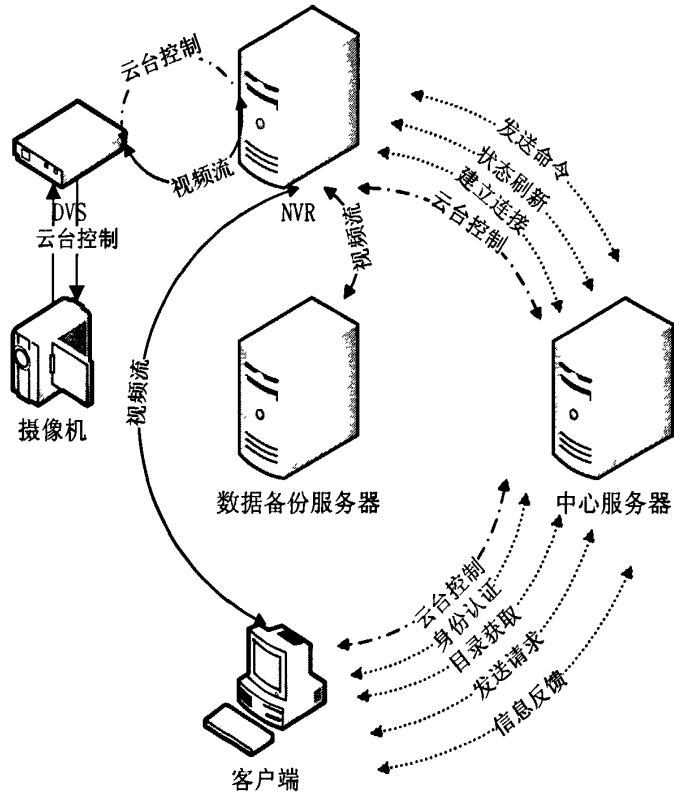 云台控制
视频流
DVS
云台控制
NVR
发送命令
状态刷新
建立连接
云台控制
视频流
视频流
摄像机
数据备份服务器
中心服务器
云台控制
身份认证
目录获取
发送请求
信息反馈
客户端